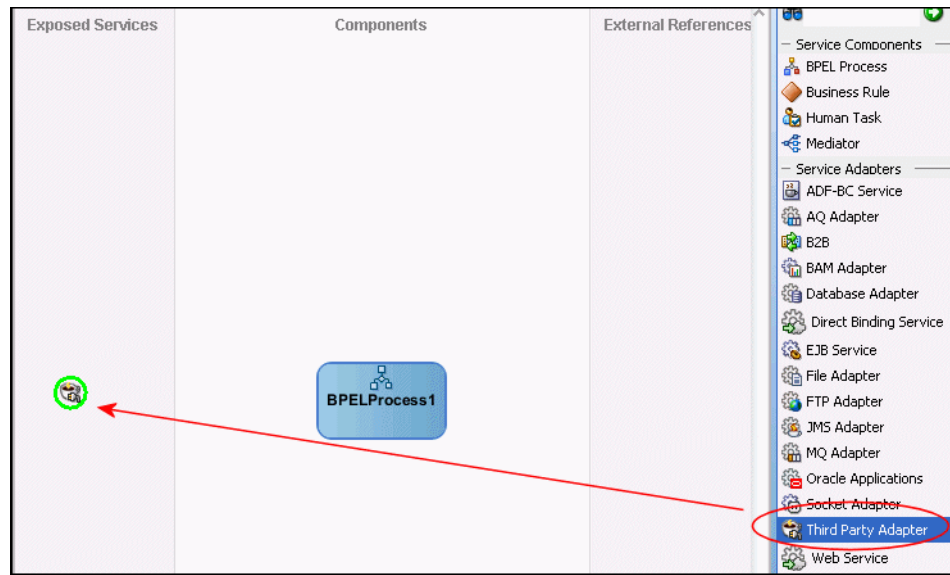 Exposed Services
Components
External References
Service Components
BPEL Process
Business Rule
Human Task
Mediator
Service Adapters
ADF-BC Service
AQ Adapter
B2B
BAM Adapter
Database Adapter
Direct Binding Service
EJB Service
File Adapter
FTP Adapter
JMS Adapter
MQ Adapter
Oracle Applications
Socket Adapter
Third Party Adapter
Web Service
BPELProcess1